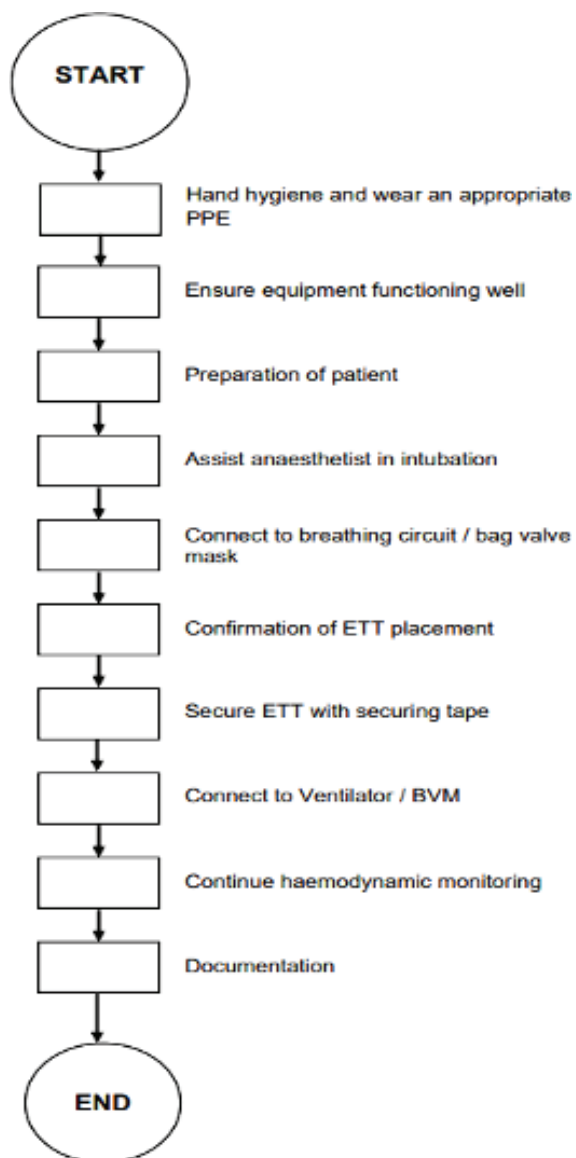 START
Hand hygiene and wear an appropriate
PPE
Ensure equipment functioning well
Preparation of patient
Assist anaesthetist in intubation
Connect to breathing circuit / bag valve
mask
Confirmation of ETT placement
Secure ETT with securing tape
Connect to Ventilator / BVM
Continue haemodynamic monitoring
Documentation
END